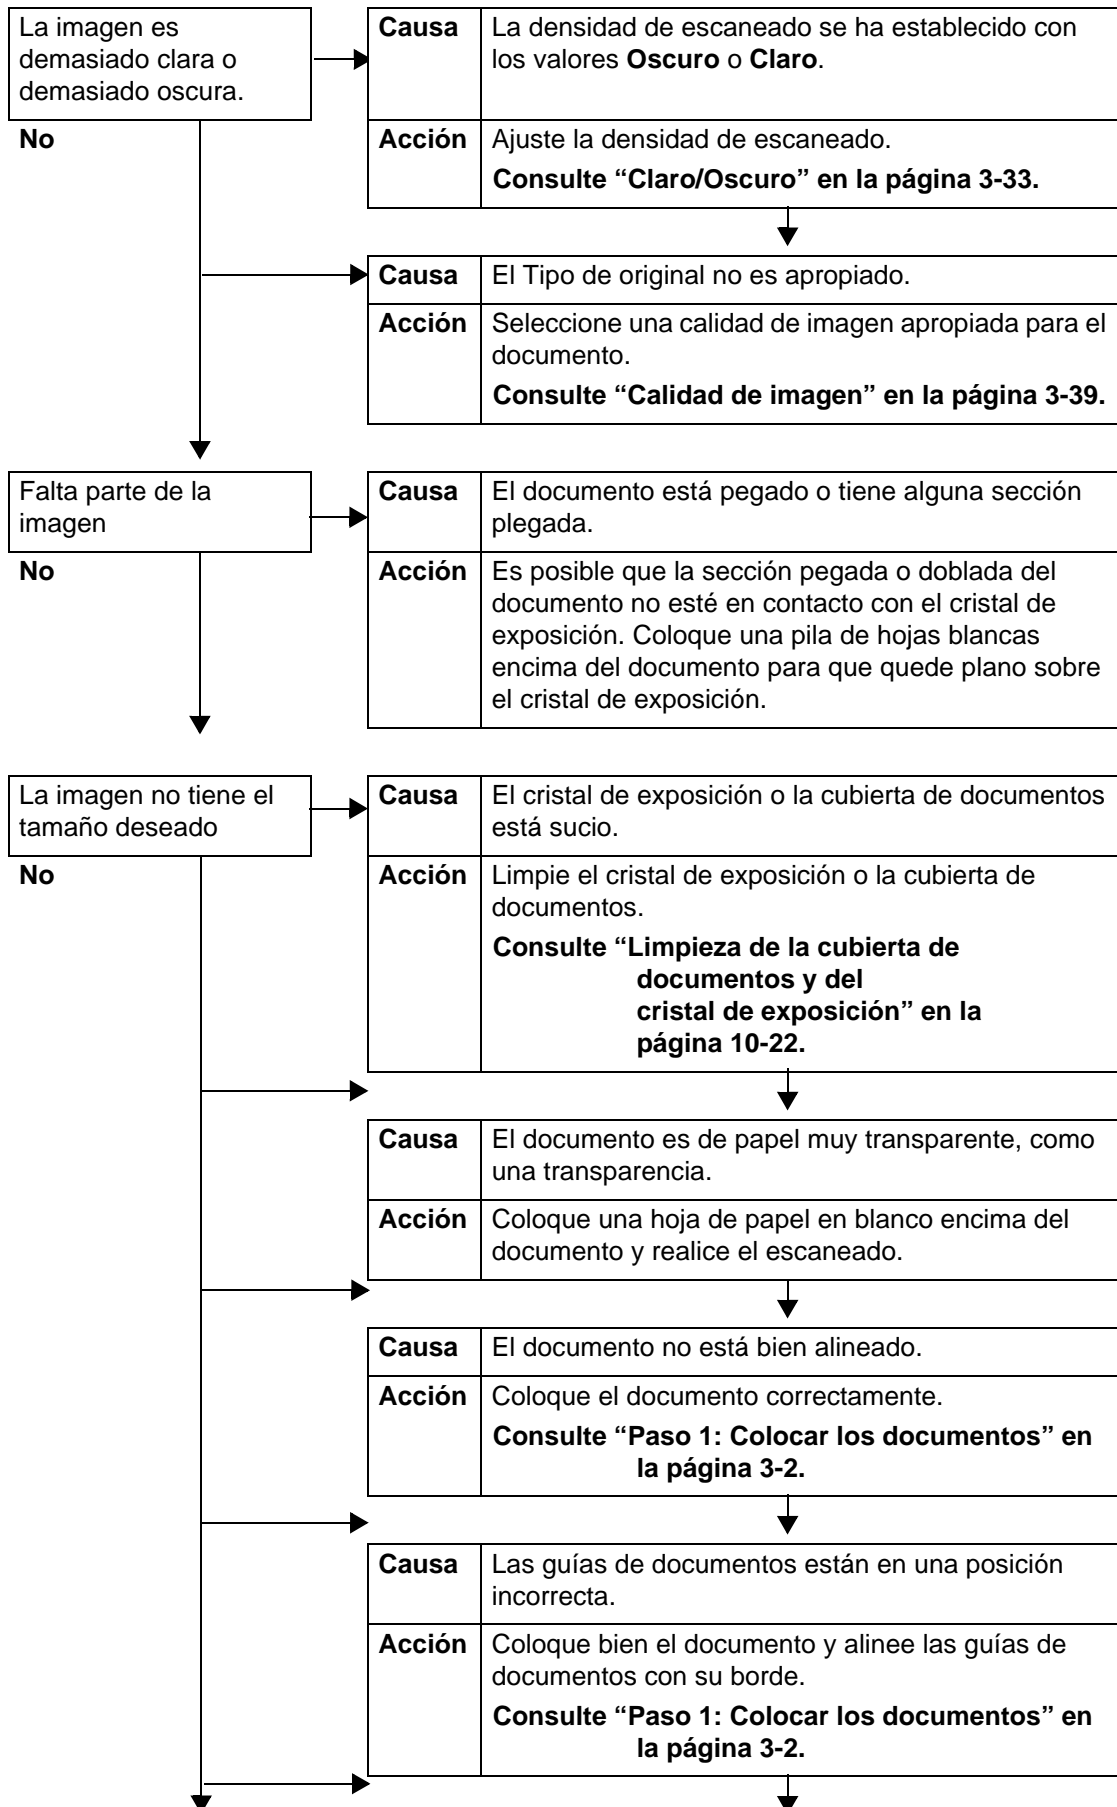 La imagen es
demasiado clara o
demasiado oscura.
No
Causa
La densidad de escaneado se ha establecido con
los valores Oscuro o Claro.
Acción
Ajuste la densidad de escaneado.
Consulte “Claro/Oscuro” en la página 3-33.
Causa
El Tipo de original no es apropiado.
Acción
Seleccione una calidad de imagen apropiada para el
documento.
Consulte “Calidad de imagen” en la página 3-39.
Falta parte de la
imagen
No
Causa
El documento está pegado o tiene alguna sección
plegada.
Acción
Es posible que la sección pegada o doblada del
documento no esté en contacto con el cristal de
exposición. Coloque una pila de hojas blancas
encima del documento para que quede plano sobre
el cristal de exposición.
La imagen no tiene el
tamaño deseado
No
Causa
El cristal de exposición o la cubierta de documentos
está sucio.
Acción
Limpie el cristal de exposición o la cubierta de
documentos.
Consulte “Limpieza de la cubierta de
documentos y del
cristal de exposición” en la
página 10-22.
Causa
El documento es de papel muy transparente, como
una transparencia.
Acción
Coloque una hoja de papel en blanco encima del
documento y realice el escaneado.
Causa
El documento no está bien alineado.
Acción
Coloque el documento correctamente.
Consulte “Paso 1: Colocar los documentos” en
la página 3-2.
Causa
Las guías de documentos están en una posición
incorrecta.
Acción
Coloque bien el documento y alinee las guías de
documentos con su borde.
Consulte “Paso 1: Colocar los documentos” en
la página 3-2.